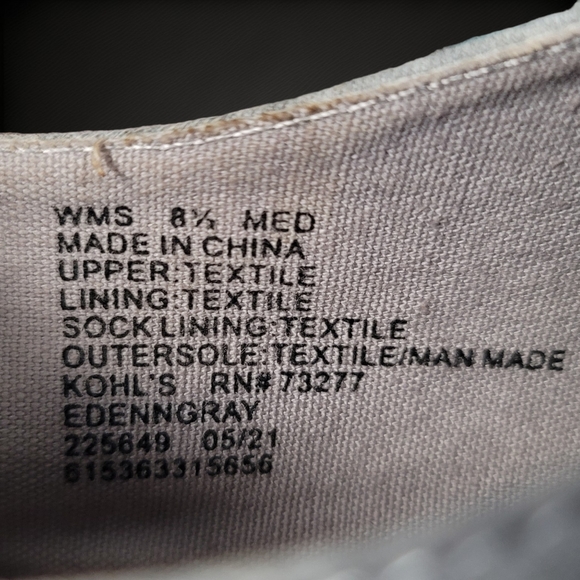 WMS 8½ MED
MADE IN CHINA
UPPER:TEXTILE
LINING:TEXTILE
SOCK LINING:TEXTILE
OUTERSOLE:TEXTILE/MAN MADE
KOHL'S RN# 73277
EDENNGRAY
225649 05/21
615363315656